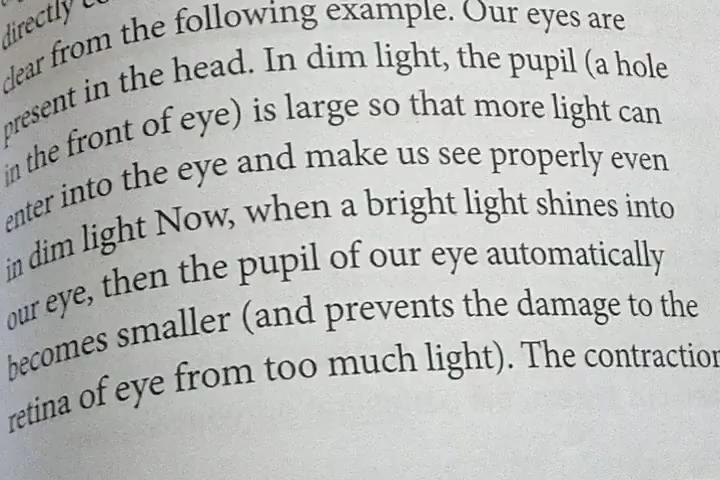 directly
clear from the following example. Our eyes are
present in the head. In dim light, the pupil (a hole
in the front of eye) is large so that more light can
enter into the eye and make us see properly even
in dim light Now, when a bright light shines into
our eye, then the pupil of our eye automatically
becomes smaller (and prevents the damage to the
retina of eye from too much light). The contraction